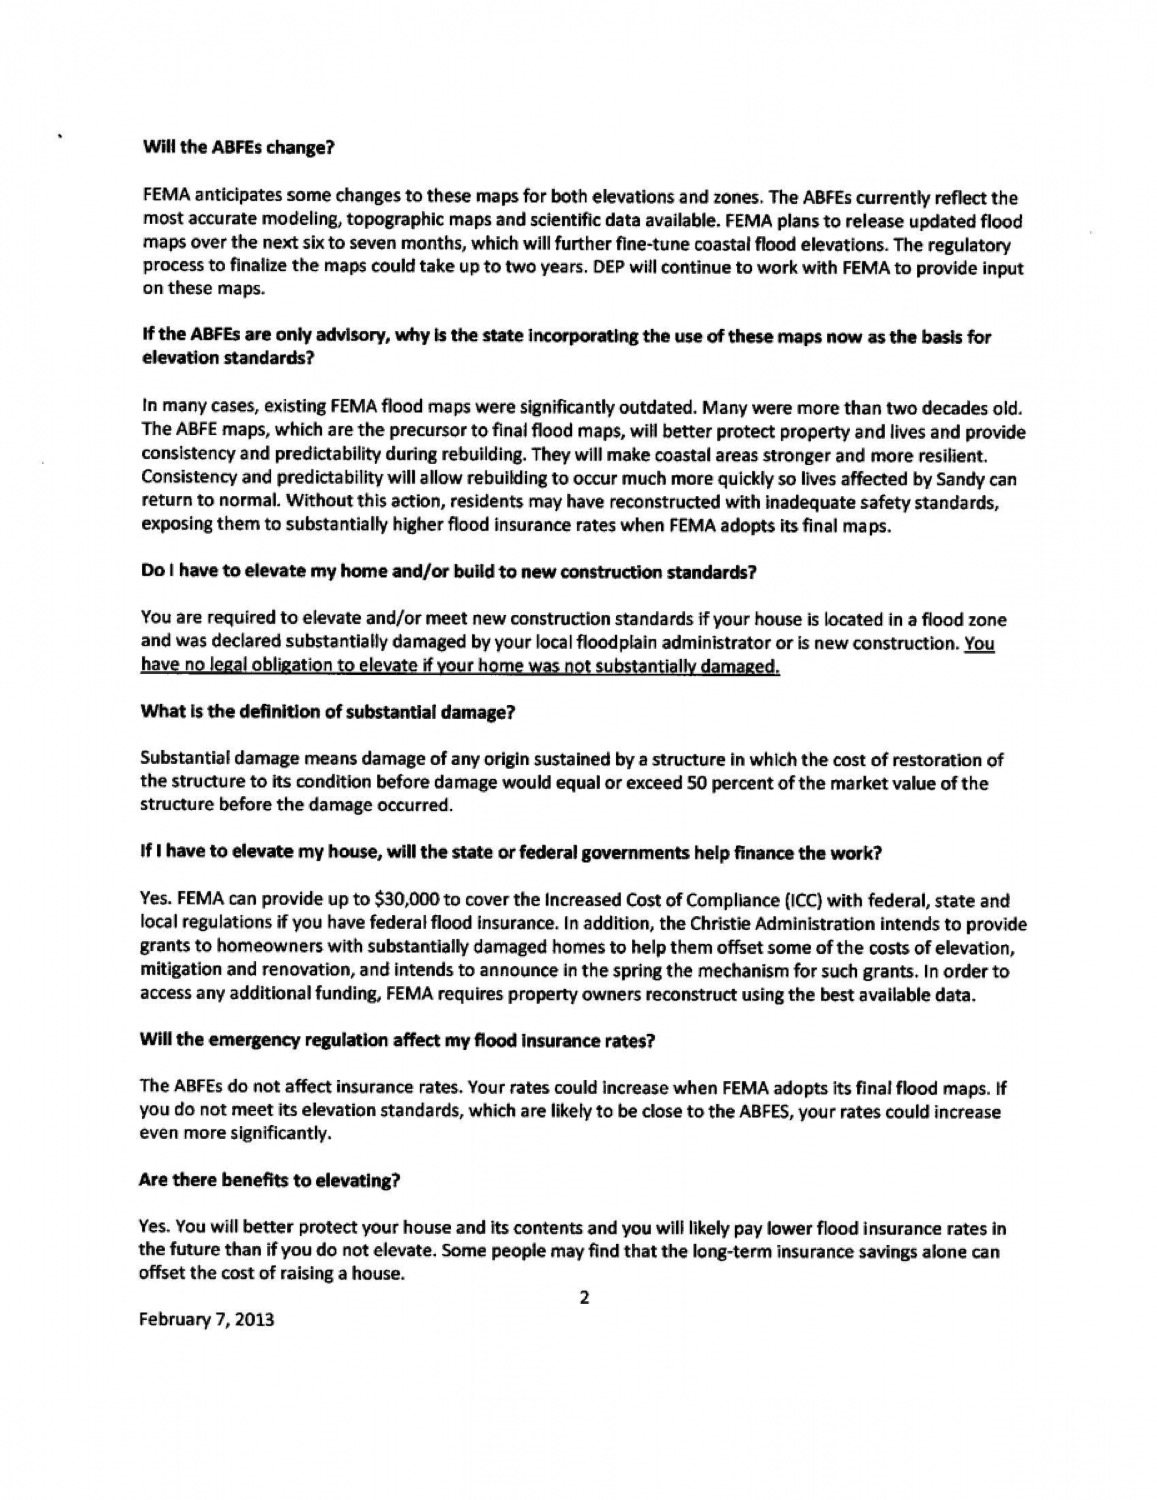 Will the ABFEs change?
FEMA anticipates some changes to these maps for both elevations and zones. The ABFEs currently reflect the
most accurate modeling, topographic maps and scientific data available. FEMA plans to release updated flood
maps over the next six to seven months, which will further fine-tune coastal flood elevations. The regulatory
process to finalize the maps could take up to two years. DEP will continue to work with FEMA to provide input
on these maps.
If the ABFEs are only advisory, why is the state incorporating the use of these maps now as the basis for
elevation standards?
In many cases, existing FEMA flood maps were significantly outdated. Many were more than two decades old.
The ABFE maps, which are the precursor to final flood maps, will better protect property and lives and provide
consistency and predictability during rebuilding. They will make coastal areas stronger and more resilient.
Consistency and predictability will allow rebuilding to occur much more quickly so lives affected by Sandy can
return to normal. Without this action, residents may have reconstructed with inadequate safety standards,
exposing them to substantially higher flood insurance rates when FEMA adopts its final maps.
Do I have to elevate my home and/or build to new construction standards?
You are required to elevate and/or meet new construction standards if your house is located in a flood zone
and was declared substantially damaged by your local floodplain administrator or is new construction. You
have no legal obligation to elevate if your home was not substantially damaged.
What is the definition of substantial damage?
Substantial damage means damage of any origin sustained by a structure in which the cost of restoration of
the structure to its condition before damage would equal or exceed 50 percent of the market value of the
structure before the damage occurred.
If I have to elevate my house, will the state or federal governments help finance the work?
Yes. FEMA can provide up to $30,000 to cover the Increased Cost of Compliance (ICC) with federal, state and
local regulations if you have federal flood insurance. In addition, the Christie Administration intends to provide
grants to homeowners with substantially damaged homes to help them offset some of the costs of elevation,
mitigation and renovation, and intends to announce in the spring the mechanism for such grants. In order to
access any additional funding, FEMA requires property owners reconstruct using the best available data.
Will the emergency regulation affect my flood insurance rates?
The ABFEs do not affect insurance rates. Your rates could increase when FEMA adopts its final flood maps. If
you do not meet its elevation standards, which are likely to be close to the ABFES, your rates could increase
even more significantly.
Are there benefits to elevating?
Yes. You will better protect your house and its contents and you will likely pay lower flood insurance rates in
the future than if you do not elevate. Some people may find that the long-term insurance savings alone can
offset the cost of raising a house.
2
February 7, 2013